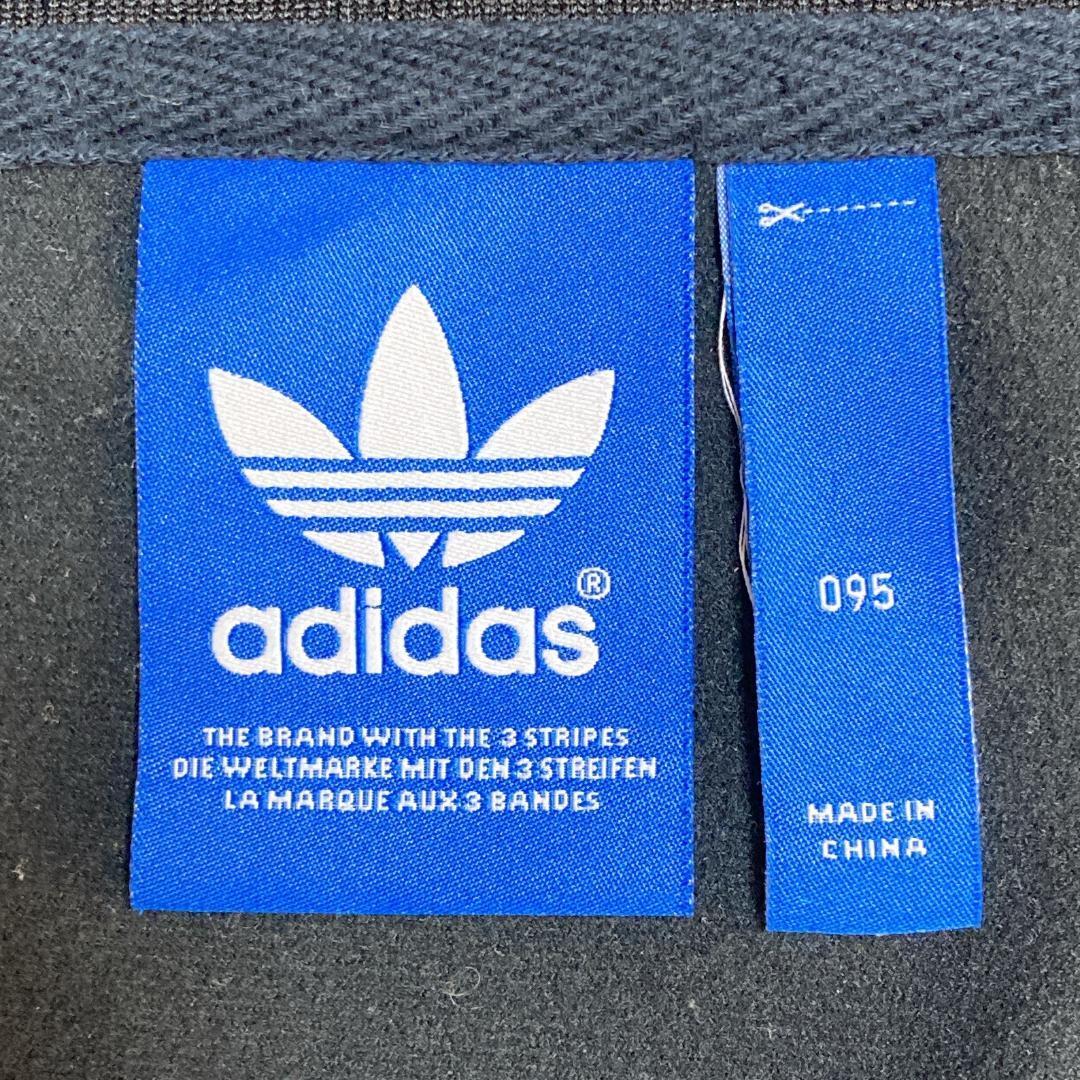 adidas®
THE BRAND WITH THE 3 STRIPES
DIE WELTMARKE MIT DEN 3 STREIFEN
LA MARQUE AUX 3 BANDES
095
MADE IN
CHINA